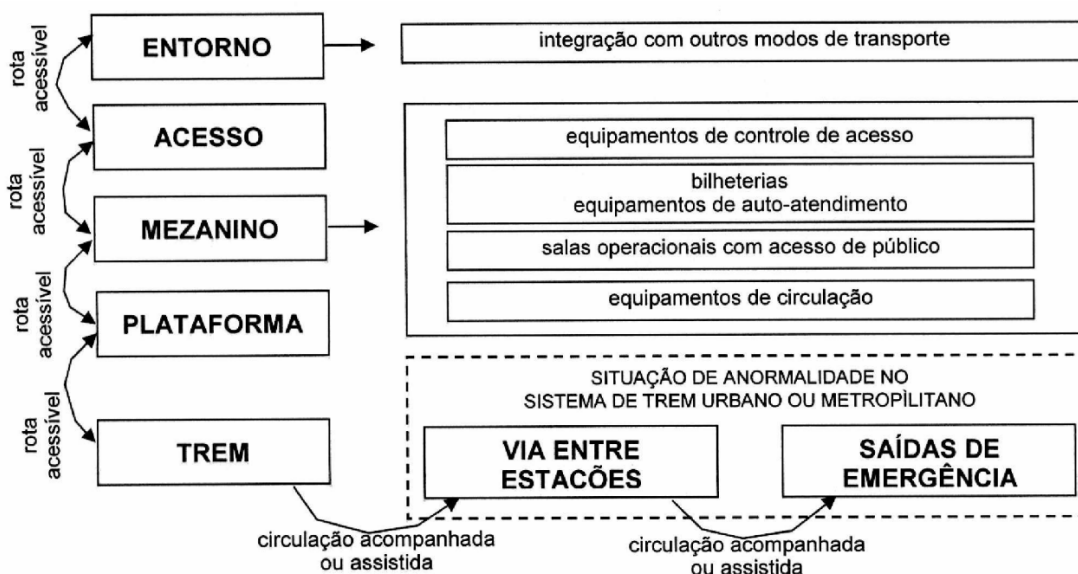 ENTORNO
integração com outros modos de transporte
rota
acessível
ACESSO
equipamentos de controle de acesso
rota
acessível
bilheterias
equipamentos de auto-atendimento
MEZANINO
salas operacionais com acesso de público
rota
acessível
equipamentos de circulação
PLATAFORMA
rota
acessível
SITUAÇÃO DE ANORMALIDADE NO
SISTEMA DE TREM URBANO OU METROPÌLITANO
TREM
VIA ENTRE
ESTACÕES
SAÍDAS DE
EMERGÊNCIA
circulação acompanhada
ou assistida
circulação acompanhada
ou assistida